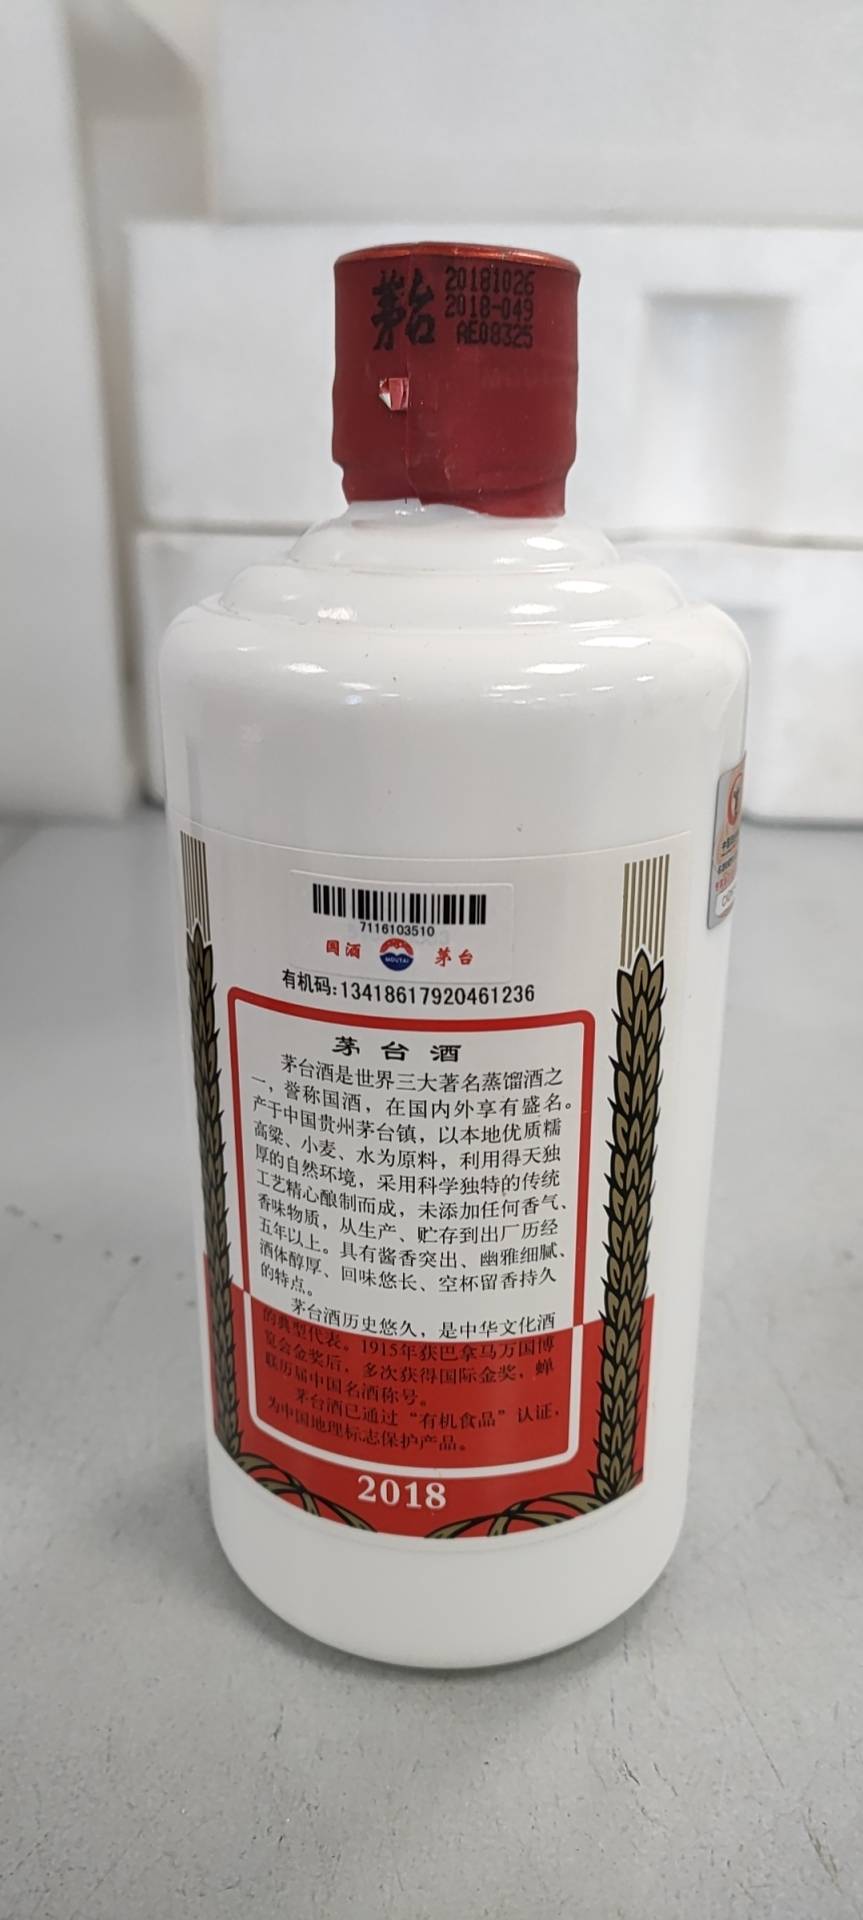 茅台
20181026
2018-049
AE08325
7116103510
国酒
MOUTAI
茅台
有机码:13418617920461236
茅台酒
茅台酒是世界三大著名蒸馏酒之
一，誉称国酒，在国内外享有盛名。
产于中国贵州茅台镇，以本地优质糯
高粱、小麦、水为原料，利用得天独
厚的自然环境，采用科学独特的传统
工艺精心酿制而成，未添加任何香气、
香味物质，从生产、贮存到出厂历经
五年以上。具有酱香突出、幽雅细腻、
酒体醇厚、回味悠长、空杯留香持久
的特点。
茅台酒历史悠久，是中华文化酒
的典型代表。1915年获巴拿马万国博
览会金奖后，多次获得国际金奖，蝉
联历届中国名酒称号。
茅台酒已通过“有机食品”认证，
为中国地理标志保护产品。
2018